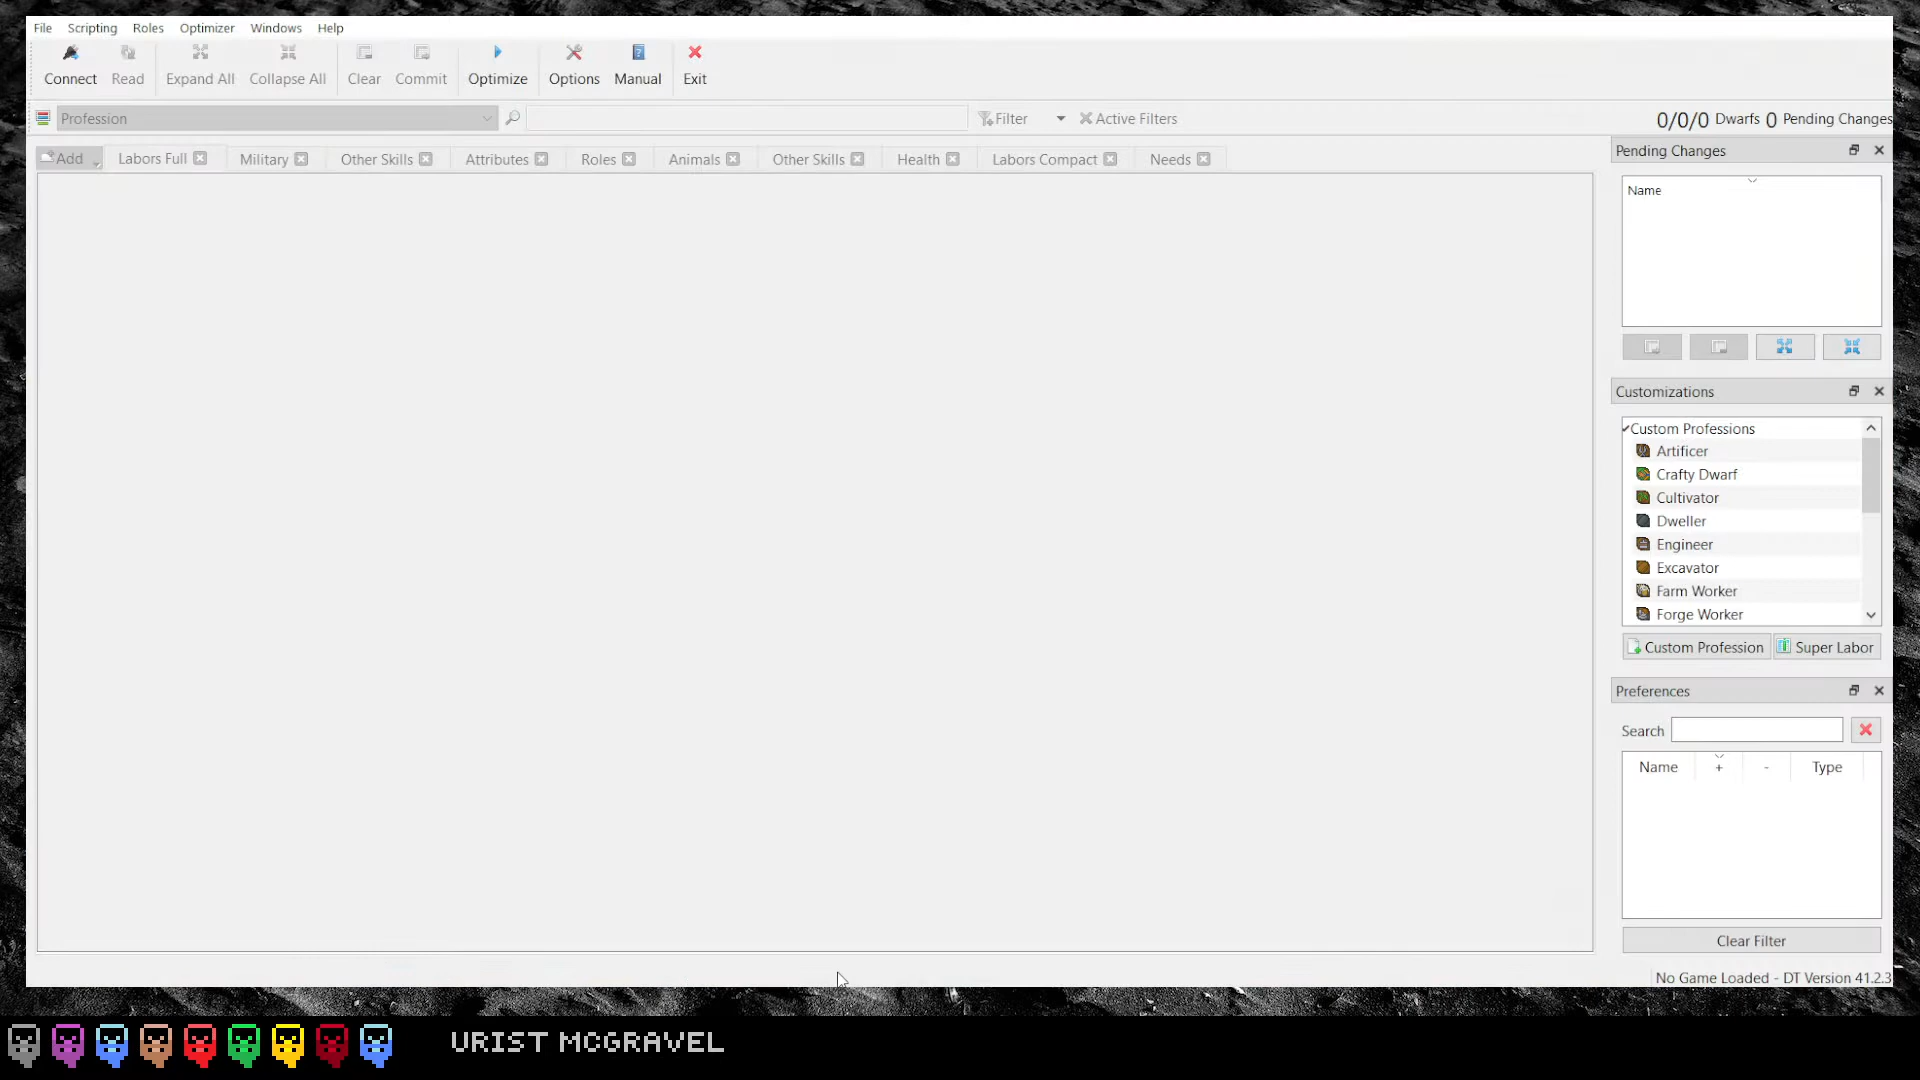 File Scripting Roles Optimizer Windows Help
Connect Read Expand All Collapse All Clear Commit Optimize Options Manual Exit
Profession Filter Active Filters 0/0/0 Dwarfs 0 Pending Changes
Add Labors Full Military Other Skills Attributes Roles Animals Other Skills Health Labors Compact Needs
Pending Changes
Name
Customizations
Custom Professions
Artificer
Crafty Dwarf
Cultivator
Dweller
Engineer
Excavator
Farm Worker
Forge Worker
Custom Profession Super Labor
Preferences
Search
Name + - Type
Clear Filter
No Game Loaded - DT Version 41.2.3
URIST MCGRAVEL